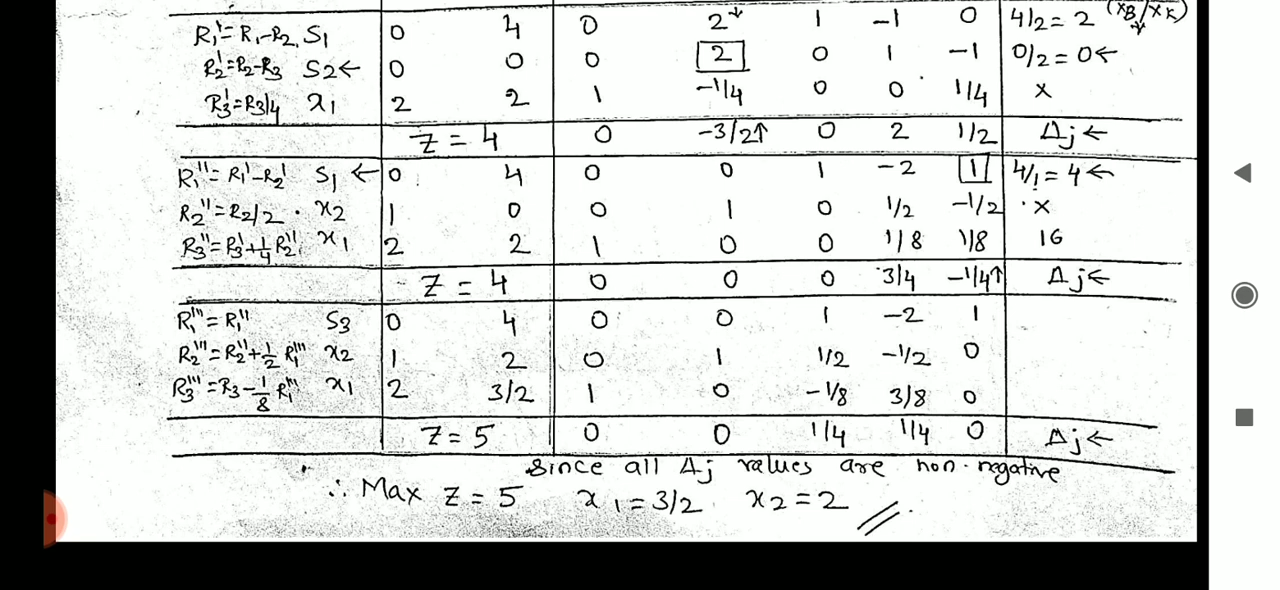 R₁' = R₁-R₂. S₁ 0 4 0 2↓ 1 -1 0 4/2 = 2 (XB/XK)
R₂' = R₂-R₃ S2← 0 0 0 2 0 1 -1 0/2 = 0←
R₃' = R₃/4 x₁ 2 2 1 -1/4 0 0 1/4 x
Z = 4 0 -3/2↑ 0 2 1/2 Δj←
R₁'' = R₁'-R₂' S₁← 0 4 0 0 1 -2 1 4/1 = 4←
R₂'' = R₂/2 · x₂ 1 0 0 1 0 1/2 -1/2 ·x
R₃'' = R₃'+1/4 R₂'' x₁ 2 2 1 0 0 1/8 1/8 16
Z = 4 0 0 0 3/4 -1/4↑ Δj←
R₁''' = R₁'' S3 0 4 0 0 1 -2 1
R₂''' = R₂''+1/2 R₁''' x₂ 1 2 0 1 1/2 -1/2 0
R₃''' = R₃-1/8 R₁''' x₁ 2 3/2 1 0 -1/8 3/8 0
Z = 5 0 0 1/4 1/4 0 Δj←
Since all Δj values are non-negative
∴ Max Z = 5 x₁ = 3/2. x₂ = 2